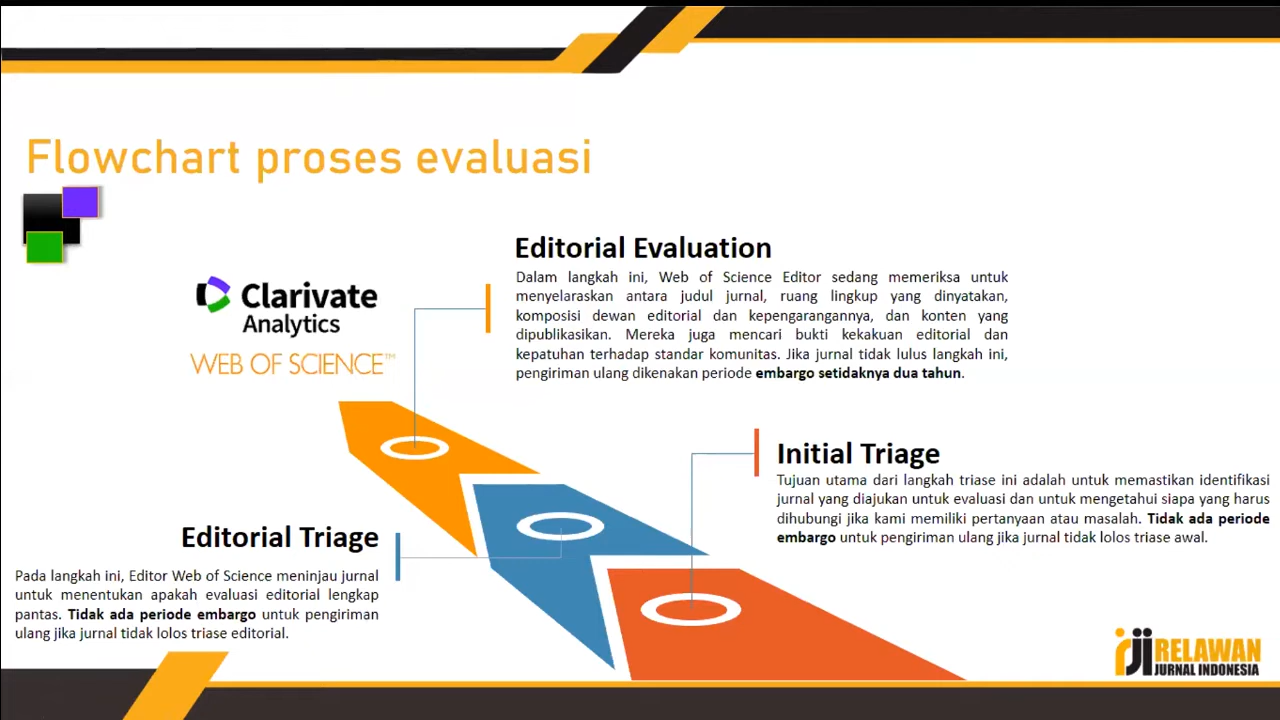 Flowchart proses evaluasi
Clarivate
Analytics
WEB OF SCIENCE™
Editorial Evaluation
Dalam langkah ini, Web of Science Editor sedang memeriksa untuk
menyelaraskan antara judul jurnal, ruang lingkup yang dinyatakan,
komposisi dewan editorial dan kepengarangannya, dan konten yang
dipublikasikan. Mereka juga mencari bukti kekakuan editorial dan
kepatuhan terhadap standar komunitas. Jika jurnal tidak lulus langkah ini,
pengiriman ulang dikenakan periode embargo setidaknya dua tahun.
Initial Triage
Tujuan utama dari langkah triase ini adalah untuk memastikan identifikasi
jurnal yang diajukan untuk evaluasi dan untuk mengetahui siapa yang harus
dihubungi jika kami memiliki pertanyaan atau masalah. Tidak ada periode
embargo untuk pengiriman ulang jika jurnal tidak lolos triase awal.
Editorial Triage
Pada langkah ini, Editor Web of Science meninjau jurnal
untuk menentukan apakah evaluasi editorial lengkap
pantas. Tidak ada periode embargo untuk pengiriman
ulang jika jurnal tidak lolos triase editorial.
rji RELAWAN
JURNAL INDONESIA